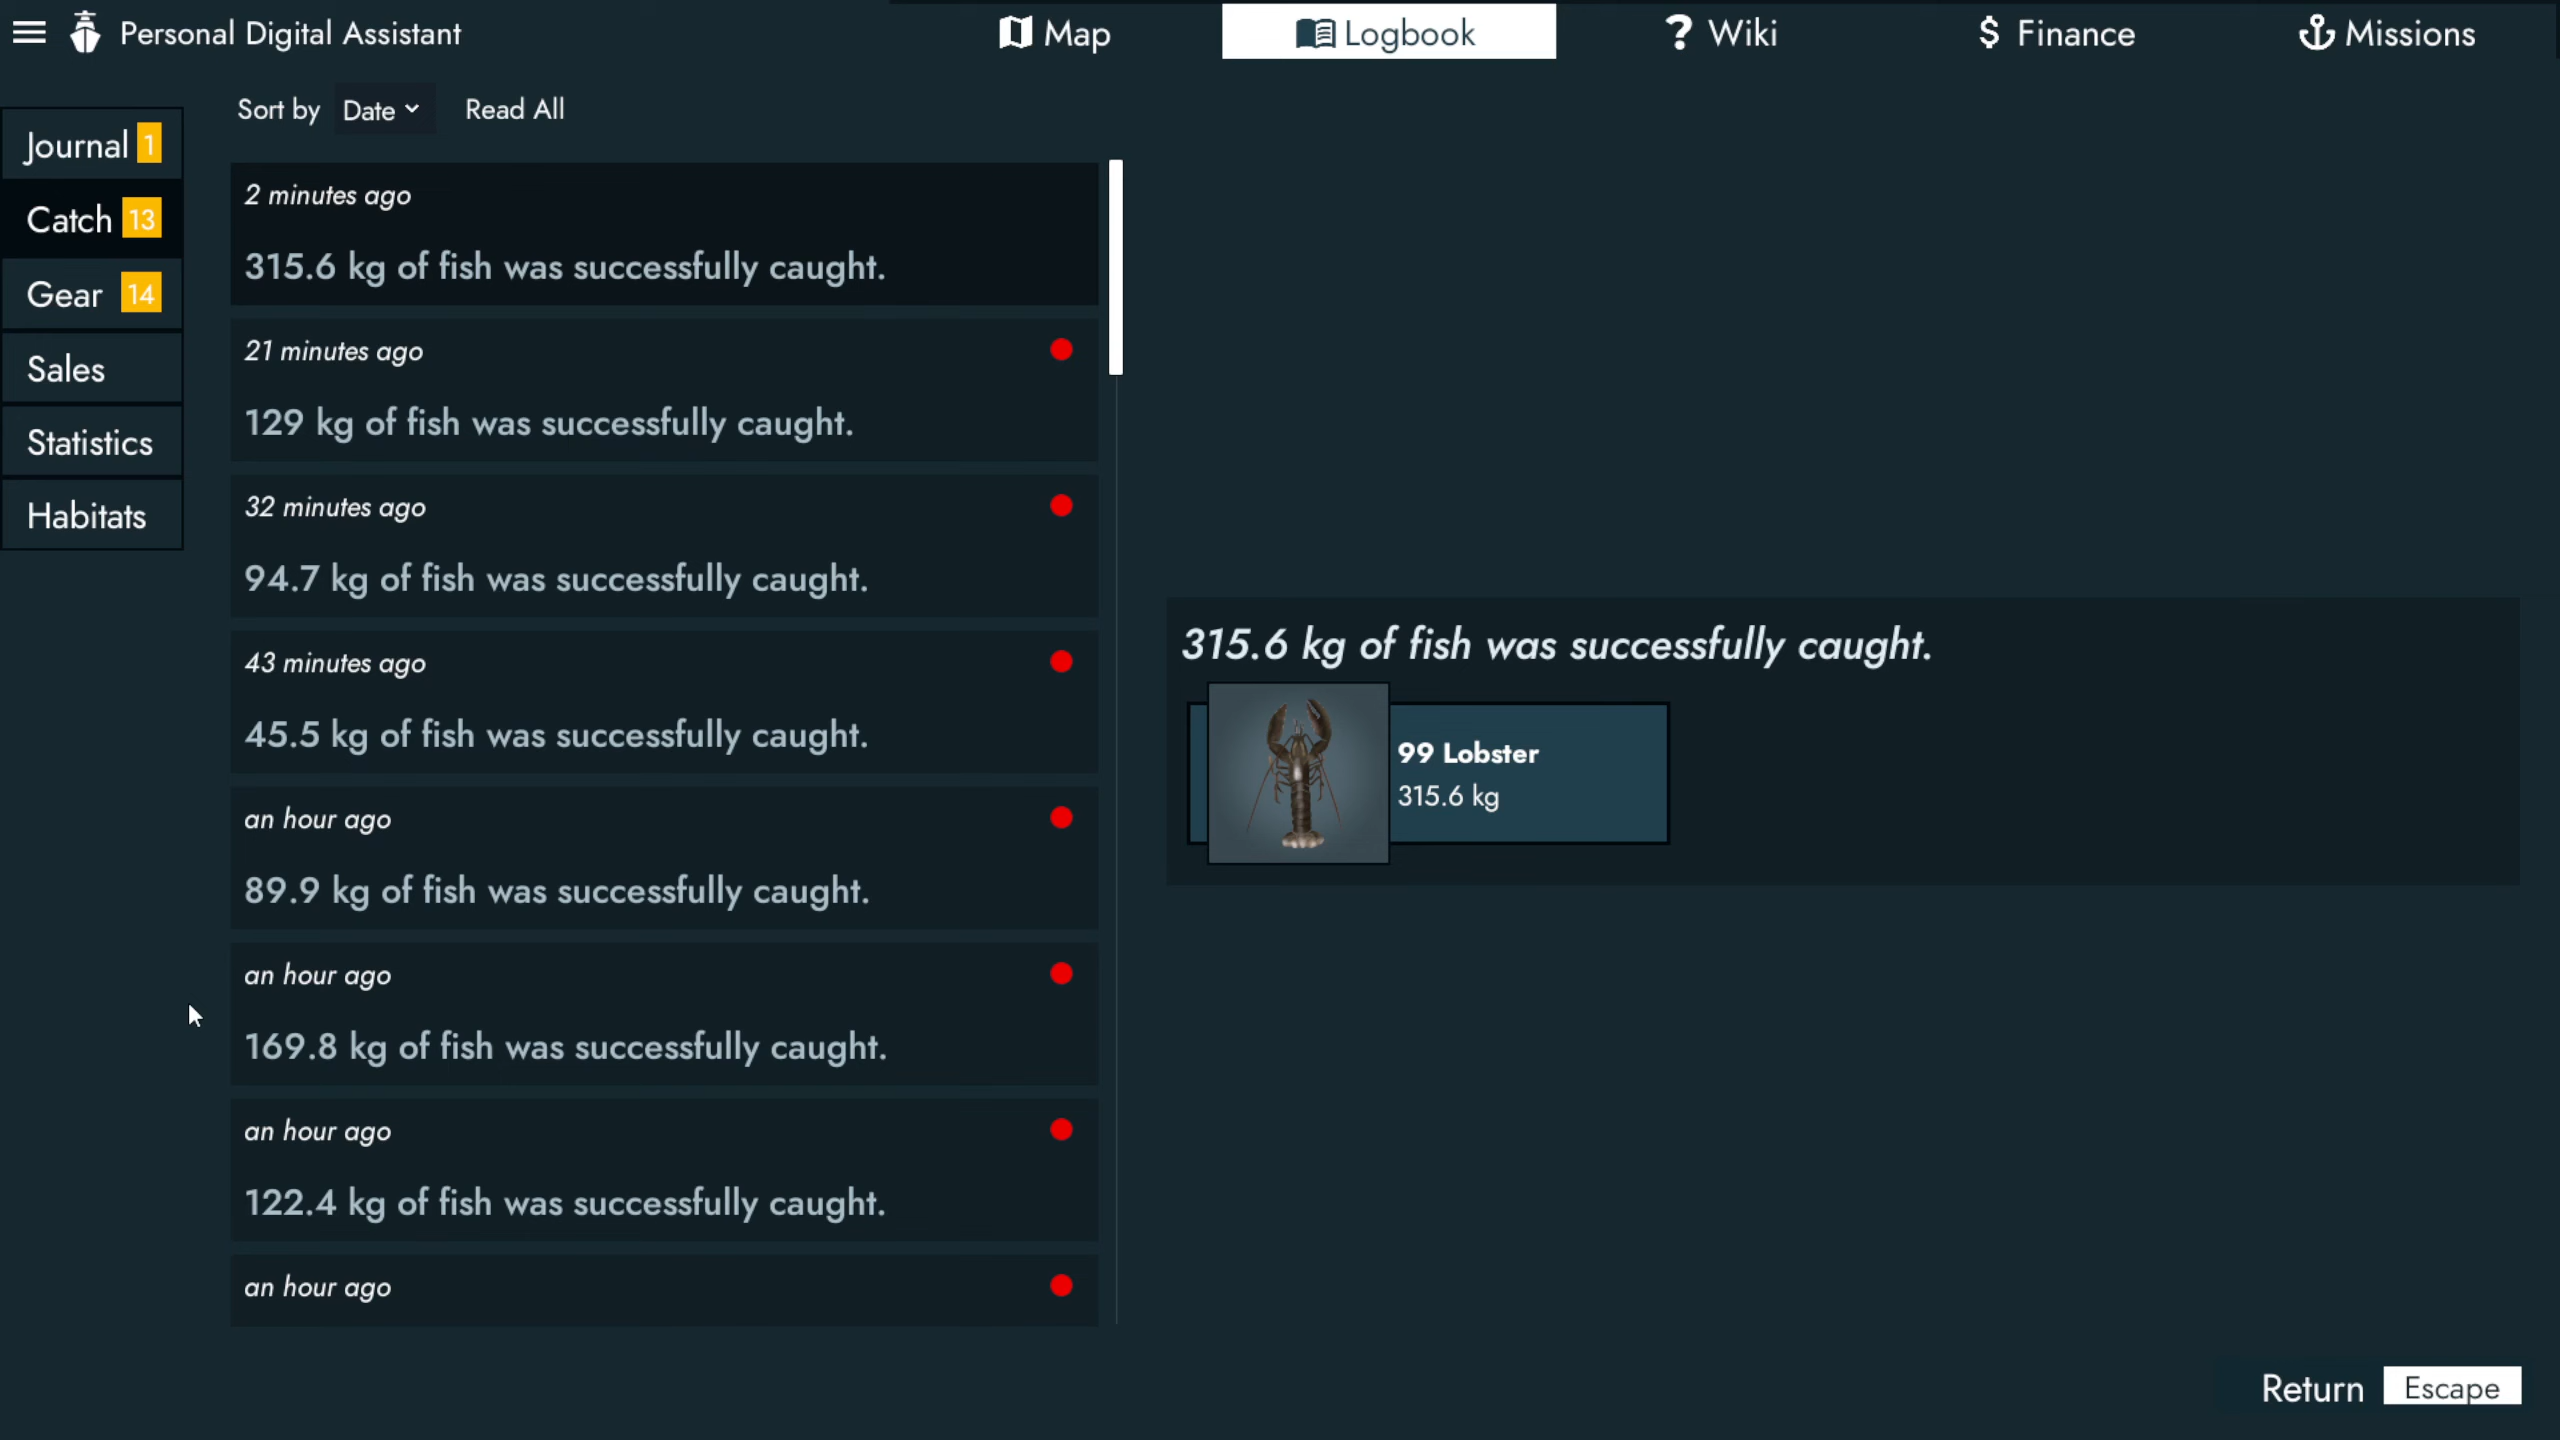 Personal Digital Assistant
Map
Logbook
? Wiki
$ Finance
Missions
Sort by Date
Read All
Journal 1
Catch 13
Gear 14
Sales
Statistics
Habitats
2 minutes ago
315.6 kg of fish was successfully caught.
21 minutes ago
129 kg of fish was successfully caught.
32 minutes ago
94.7 kg of fish was successfully caught.
43 minutes ago
45.5 kg of fish was successfully caught.
an hour ago
89.9 kg of fish was successfully caught.
an hour ago
169.8 kg of fish was successfully caught.
an hour ago
122.4 kg of fish was successfully caught.
an hour ago
315.6 kg of fish was successfully caught.
99 Lobster
315.6 kg
Return Escape